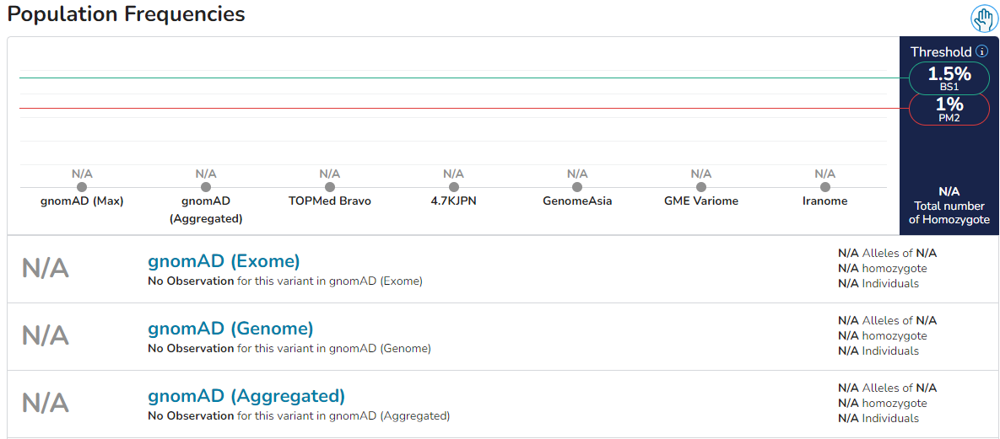 Population Frequencies
Threshold
1.5%
BS1
1%
PM2
N/A N/A N/A N/A N/A N/A N/A
gnomAD (Max) gnomAD (Aggregated) TOPMed Bravo 4.7KJPN GenomeAsia GME Variome Iranome
N/A
Total number
of Homozygote
N/A
gnomAD (Exome)
No Observation for this variant in gnomAD (Exome)
N/A Alleles of N/A
N/A homozygote
N/A Individuals
N/A
gnomAD (Genome)
No Observation for this variant in gnomAD (Genome)
N/A Alleles of N/A
N/A homozygote
N/A Individuals
N/A
gnomAD (Aggregated)
No Observation for this variant in gnomAD (Aggregated)
N/A Alleles of N/A
N/A homozygote
N/A Individuals